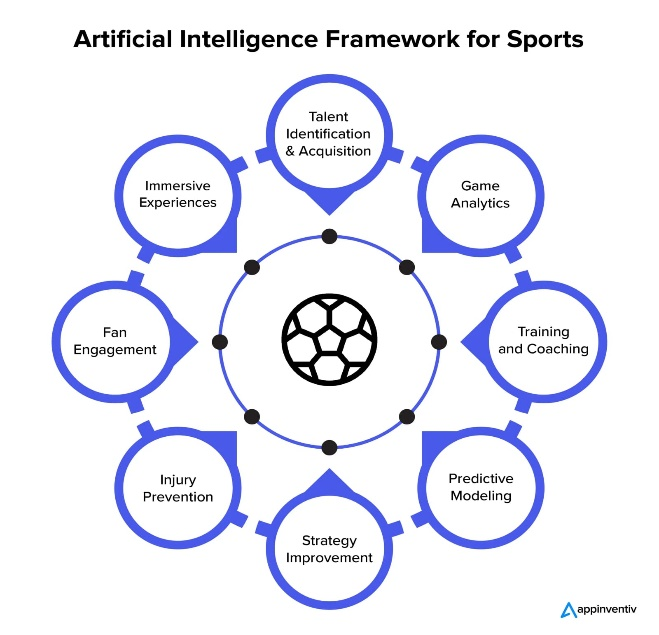 Artificial Intelligence Framework for Sports
Talent
Identification
& Acquisition
Game
Analytics
Training
and Coaching
Predictive
Modeling
Strategy
Improvement
Injury
Prevention
Fan
Engagement
Immersive
Experiences
appinventiv